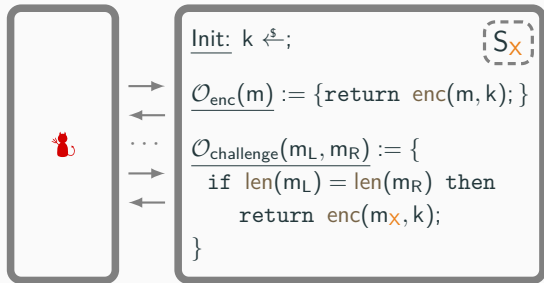 Init: k ←$;
S_X
O_enc(m) := {return enc(m, k); }
...
O_challenge(m_L, m_R) := {
if len(m_L) = len(m_R) then
return enc(m_X, k);
}